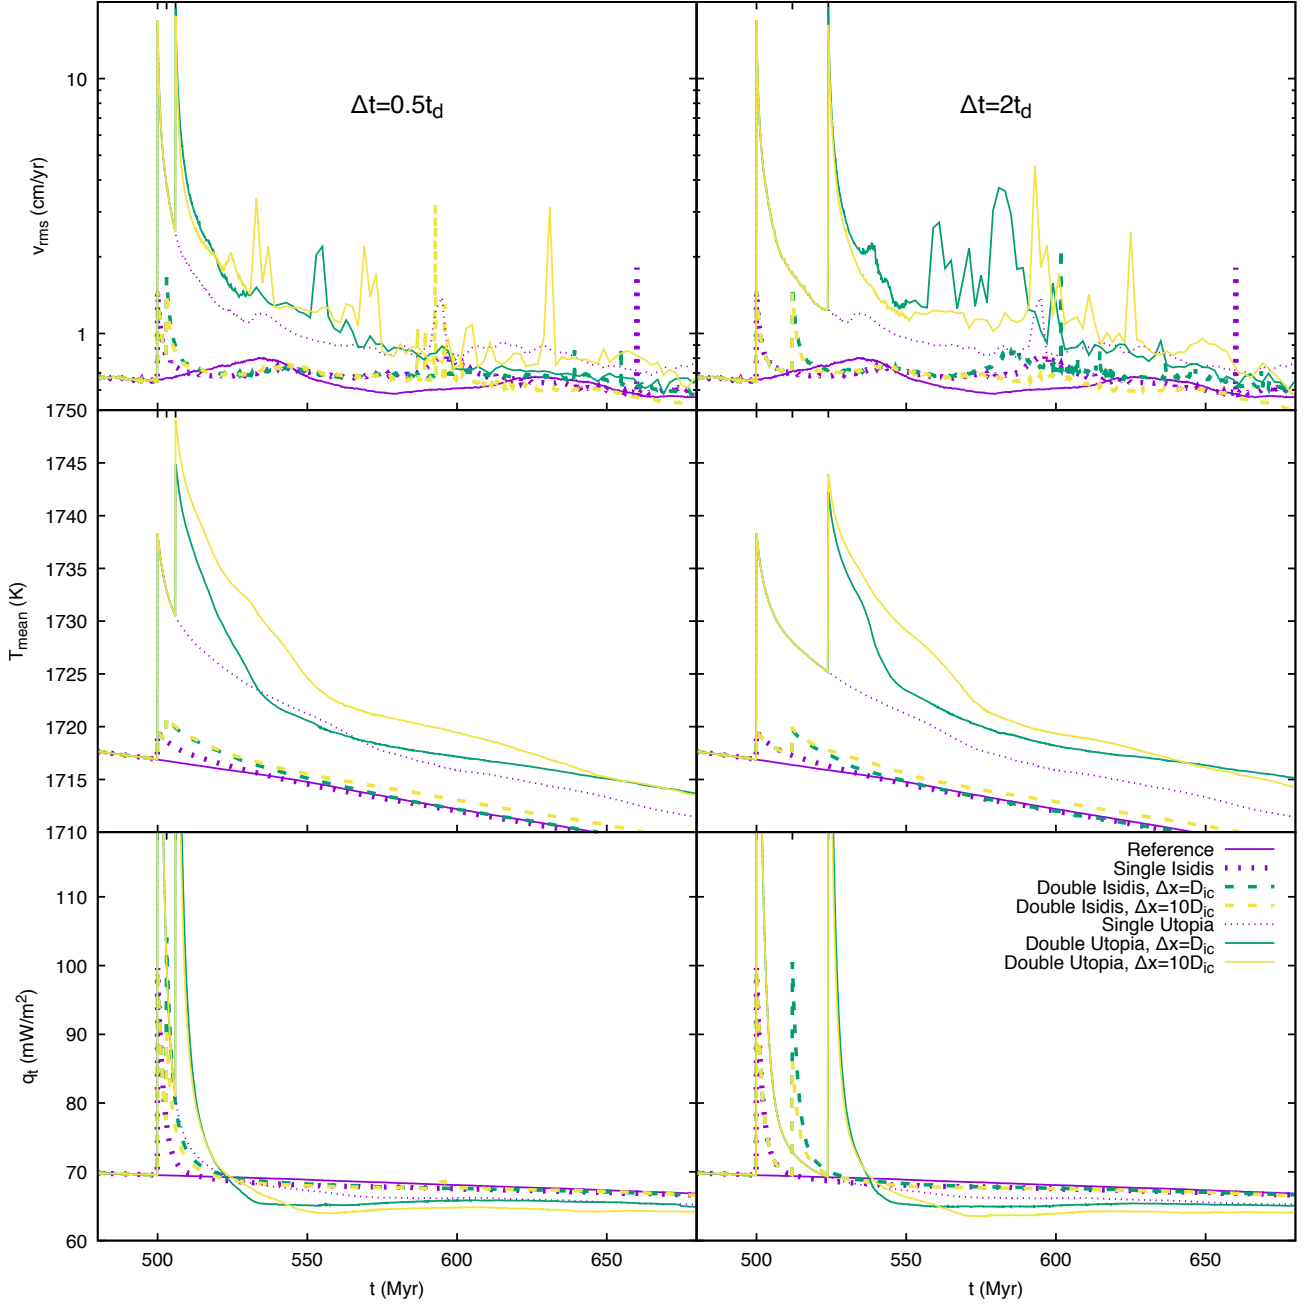 Δt=0.5t_d
Δt=2t_d
10
1
v_rms (cm/yr)
1750
1745
1740
1735
1730
1725
1720
1715
1710
T_mean (K)
110
100
90
80
70
60
q_t (mW/m²)
Reference
Single Isidis
Double Isidis, Δx=D_ic
Double Isidis, Δx=10D_ic
Single Utopia
Double Utopia, Δx=D_ic
Double Utopia, Δx=10D_ic
500 550 600 650
500 550 600 650
t (Myr)
t (Myr)